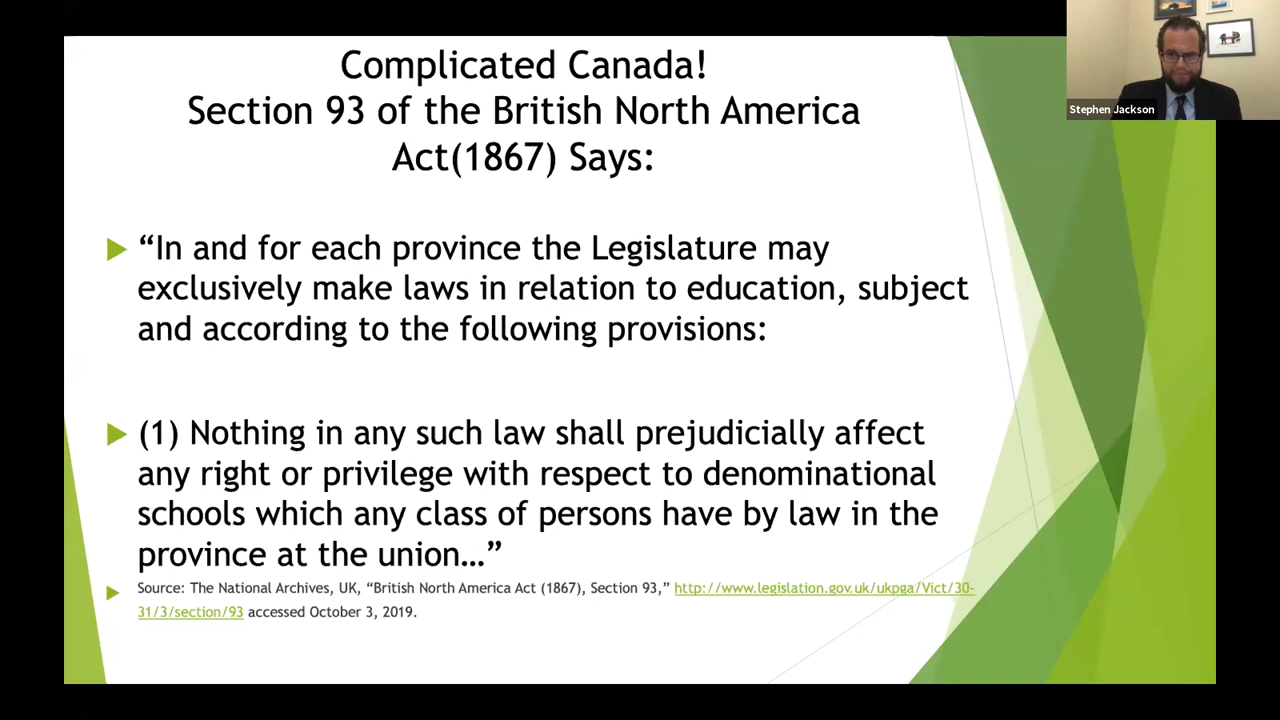 Complicated Canada!
Section 93 of the British North America
Act(1867) Says:
Stephen Jackson
“In and for each province the Legislature may
exclusively make laws in relation to education, subject
and according to the following provisions:
(1) Nothing in any such law shall prejudicially affect
any right or privilege with respect to denominational
schools which any class of persons have by law in the
province at the union…”
Source: The National Archives, UK, “British North America Act (1867), Section 93,” http://www.legislation.gov.uk/ukpga/Vict/30-
31/3/section/93 accessed October 3, 2019.